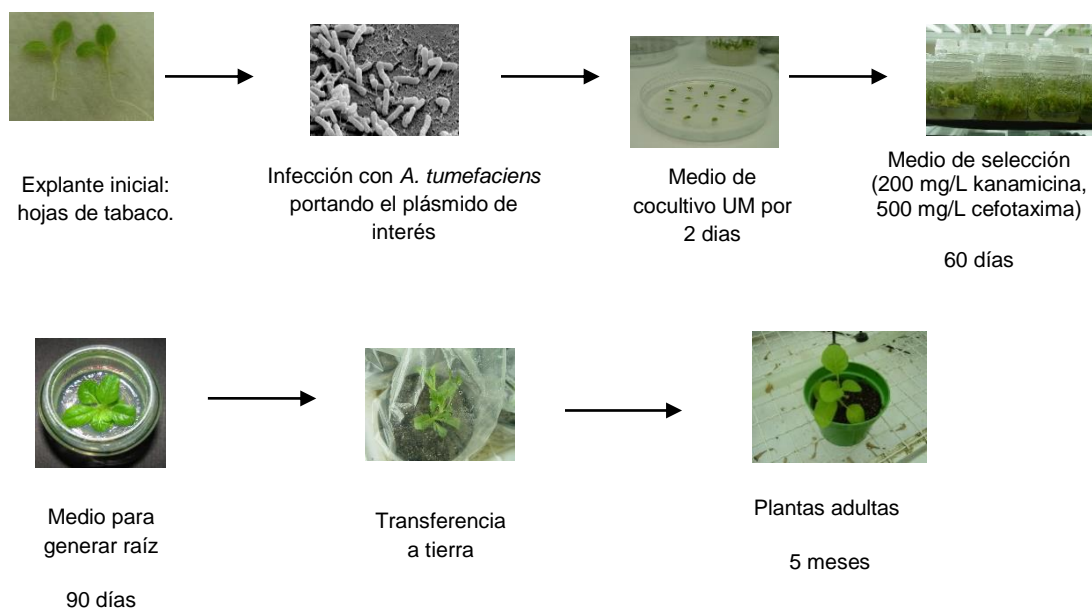 Explante inicial:
hojas de tabaco.
Infección con A. tumefaciens
portando el plásmido de
interés
Medio de
cocultivo UM por
2 dias
Medio de selección
(200 mg/L kanamicina,
500 mg/L cefotaxima)
60 días
Medio para
generar raíz
90 días
Transferencia
a tierra
Plantas adultas
5 meses